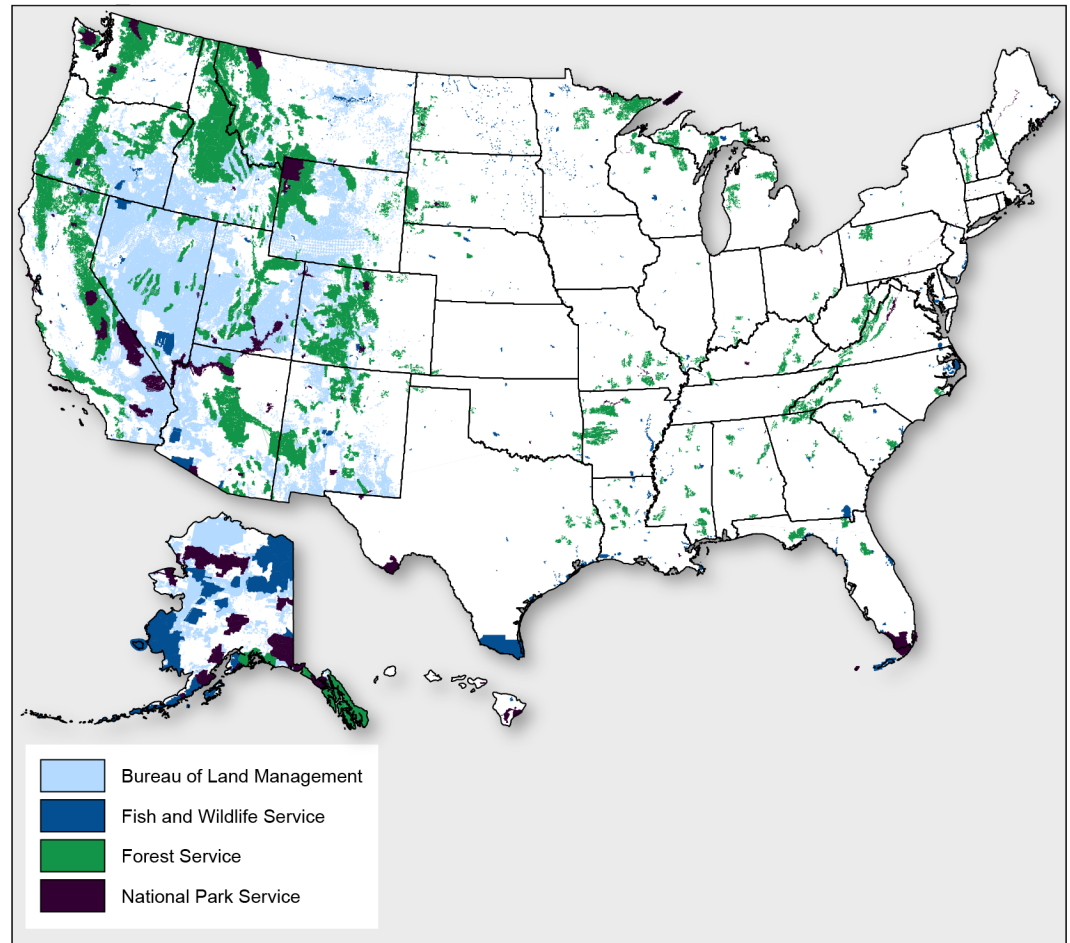 Bureau of Land Management
Fish and Wildlife Service
Forest Service
National Park Service